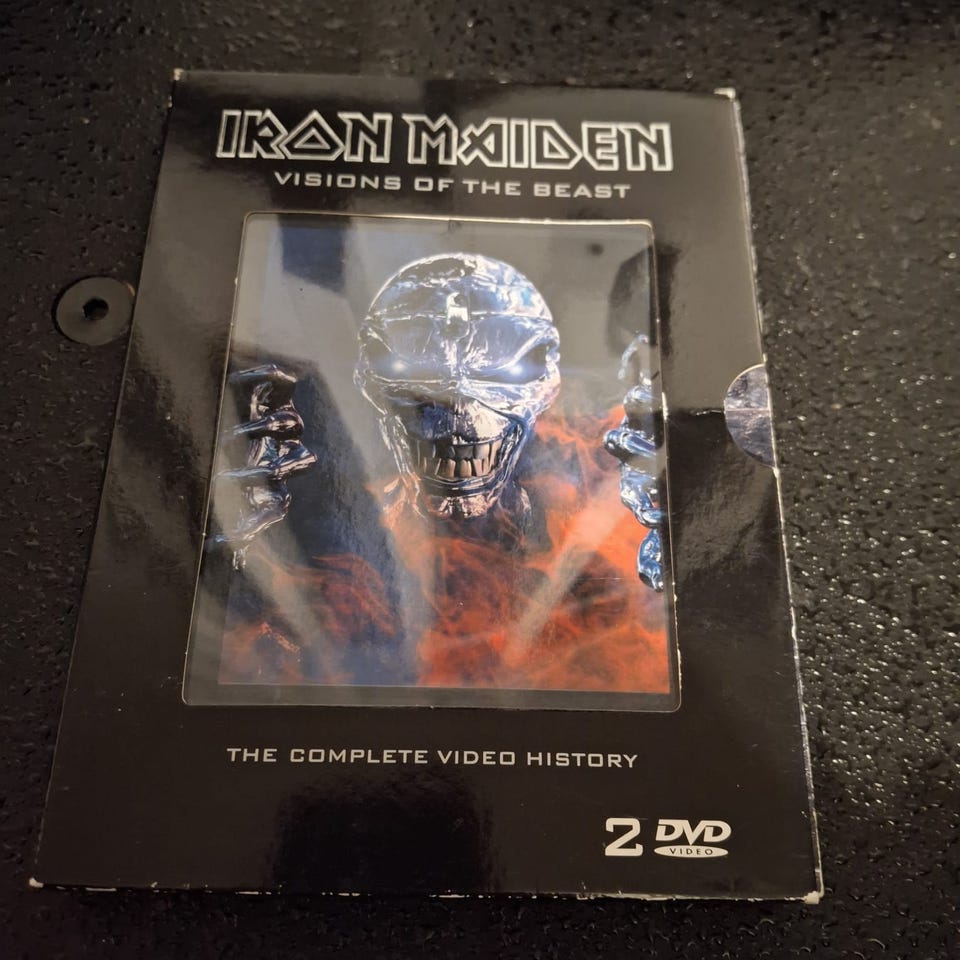 IRON MAIDEN
VISIONS OF THE BEAST
THE COMPLETE VIDEO HISTORY
2 DVD
VIDEO